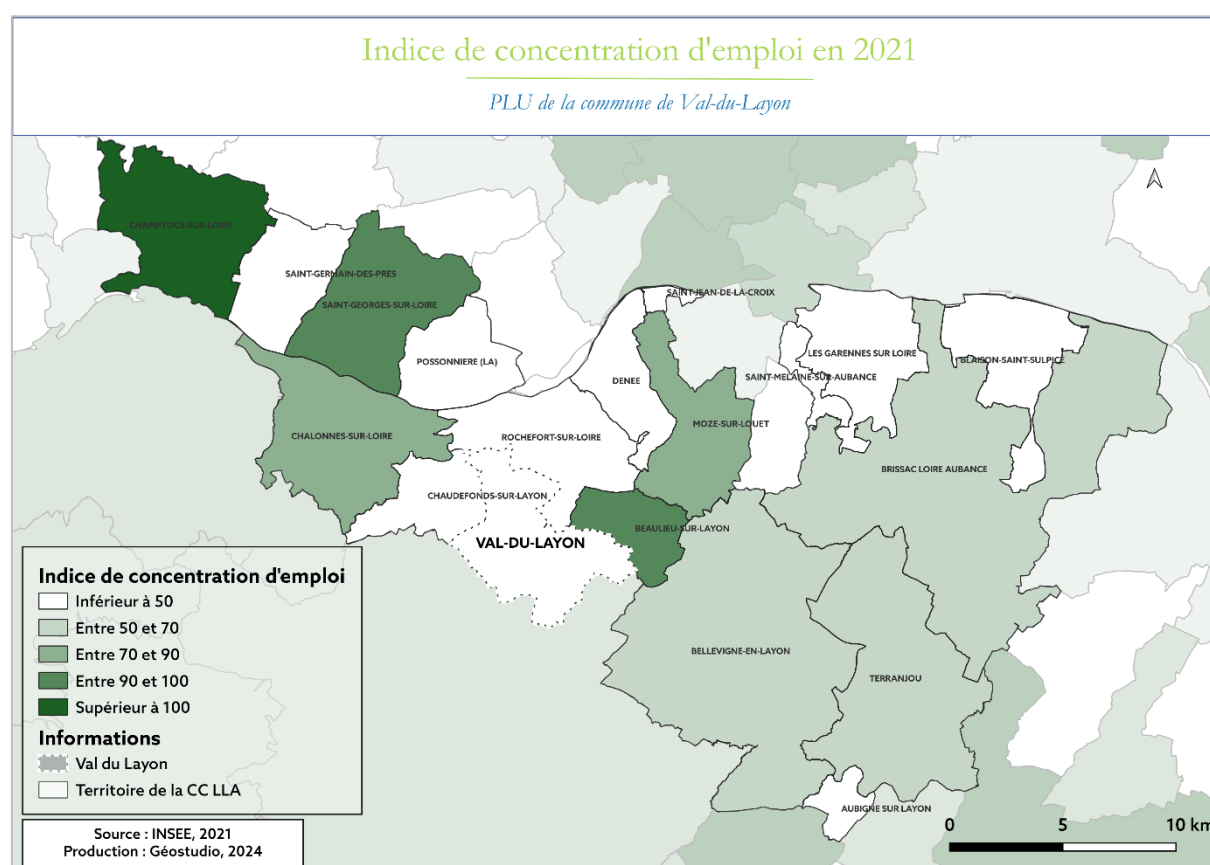 Indice de concentration d'emploi en 2021
PLU de la commune de Val-du-Layon
CHAMPTOCE-SUR-LOIRE
SAINT-GERMAIN-DES-PRES
SAINT-GEORGES-SUR-LOIRE
SAINT-JEAN-DE-LA-CROIX
POSSONNIERE (LA)
LES GARENNES SUR LOIRE
BLAISON-SAINT-SULPICE
DENEE
SAINT-MELAINE-SUR-AUBANCE
MOZE-SUR-LOUET
CHALONNES-SUR-LOIRE
ROCHEFORT-SUR-LOIRE
BRISSAC LOIRE AUBANCE
CHAUDEFONDS-SUR-LAYON
BEAULIEU-SUR-LAYON
VAL-DU-LAYON
BELLEVIGNE-EN-LAYON
TERRANJOU
AUBIGNE SUR LAYON
Indice de concentration d'emploi
Inférieur à 50
Entre 50 et 70
Entre 70 et 90
Entre 90 et 100
Supérieur à 100
Informations
Val du Layon
Territoire de la CC LLA
Source : INSEE, 2021
Production : Géostudio, 2024
0 5 10 km